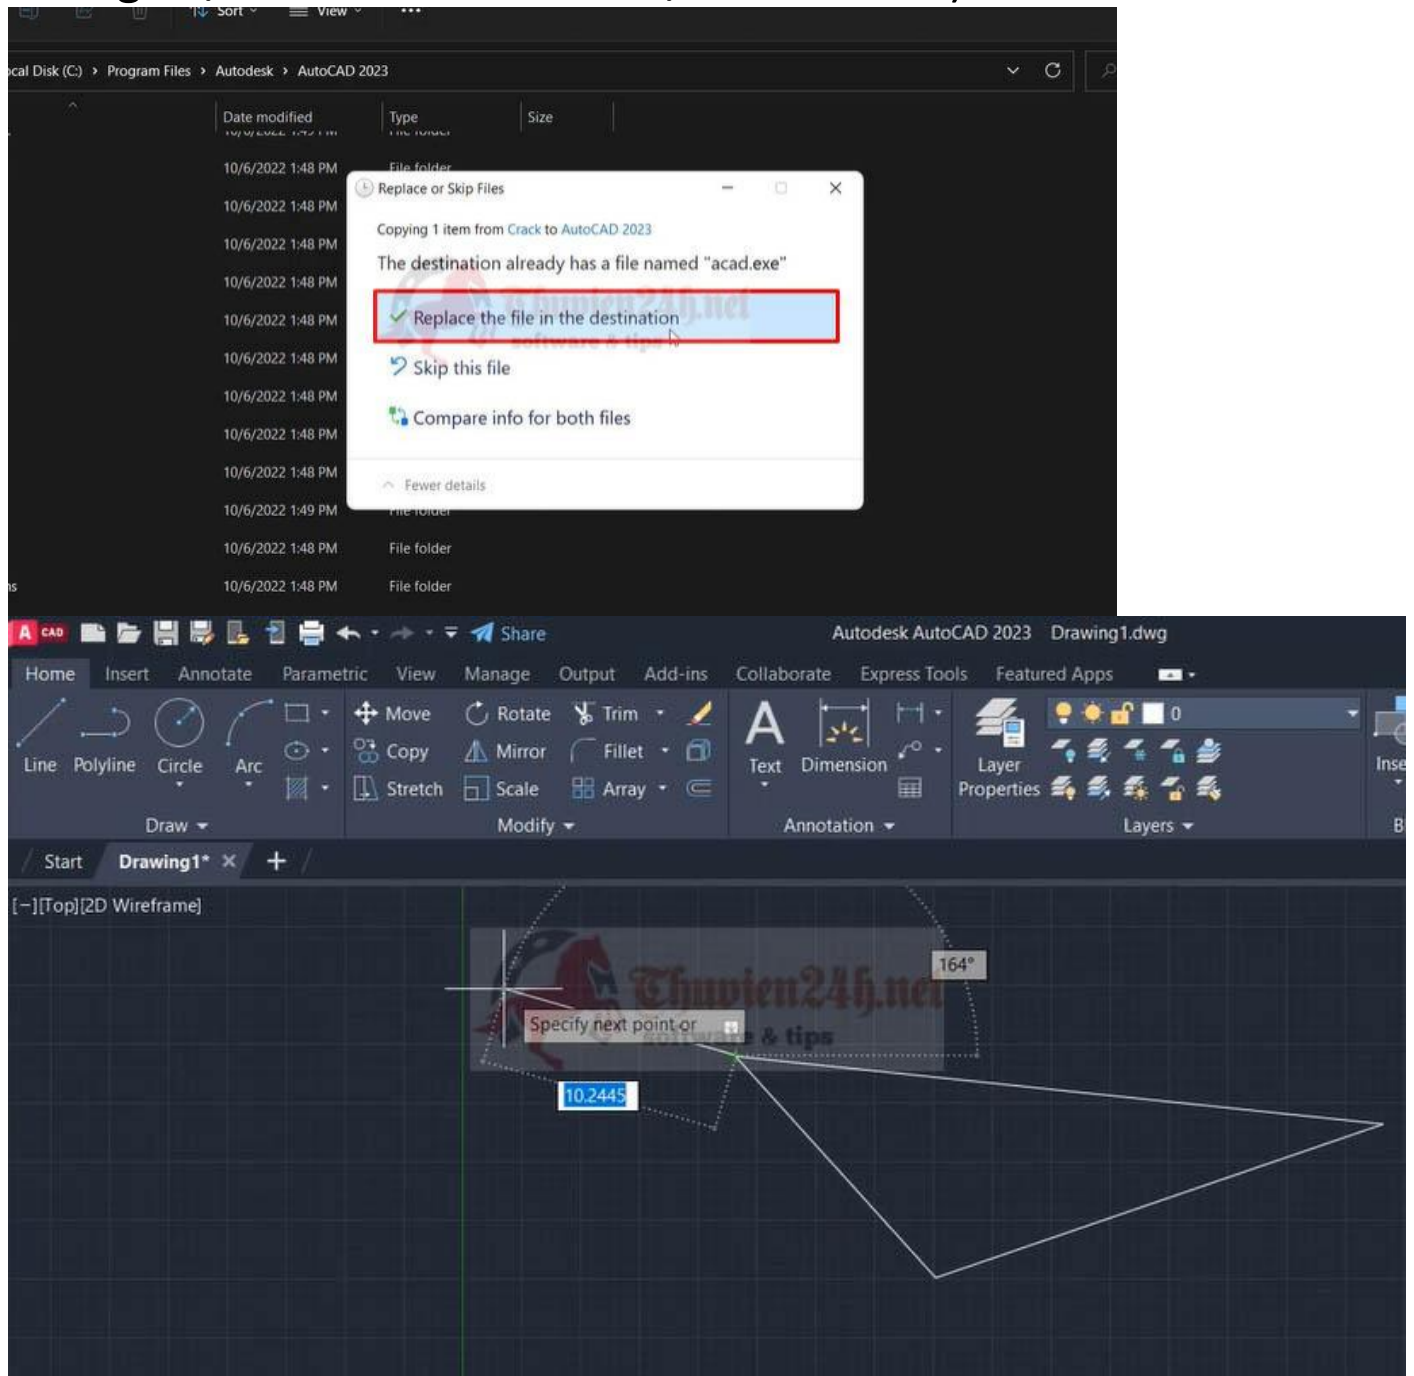 Sort View ...
cal Disk (C:) > Program Files > Autodesk > AutoCAD 2023
Date modified Type Size
10/6/2022 1:48 PM File folder
10/6/2022 1:48 PM
10/6/2022 1:48 PM
10/6/2022 1:48 PM
10/6/2022 1:48 PM
10/6/2022 1:48 PM
10/6/2022 1:48 PM
10/6/2022 1:48 PM
10/6/2022 1:48 PM
10/6/2022 1:49 PM File folder
10/6/2022 1:48 PM File folder
ns 10/6/2022 1:48 PM File folder
Replace or Skip Files
Copying 1 item from Crack to AutoCAD 2023
The destination already has a file named "acad.exe"
Replace the file in the destination
Skip this file
Compare info for both files
Fewer details
Thuvien24h.net
software & tips
A CAD Share Autodesk AutoCAD 2023 Drawing1.dwg
Home Insert Annotate Parametric View Manage Output Add-ins Collaborate Express Tools Featured Apps
Move Rotate Trim 0
Copy Mirror Fillet
Line Polyline Circle Arc Text Dimension Layer Inse
Stretch Scale Array Properties
Draw Modify Annotation Layers B
Start Drawing1* × +
[−][Top][2D Wireframe]
164°
Thuvien24h.net
software & tips
Specify next point or
10.2445